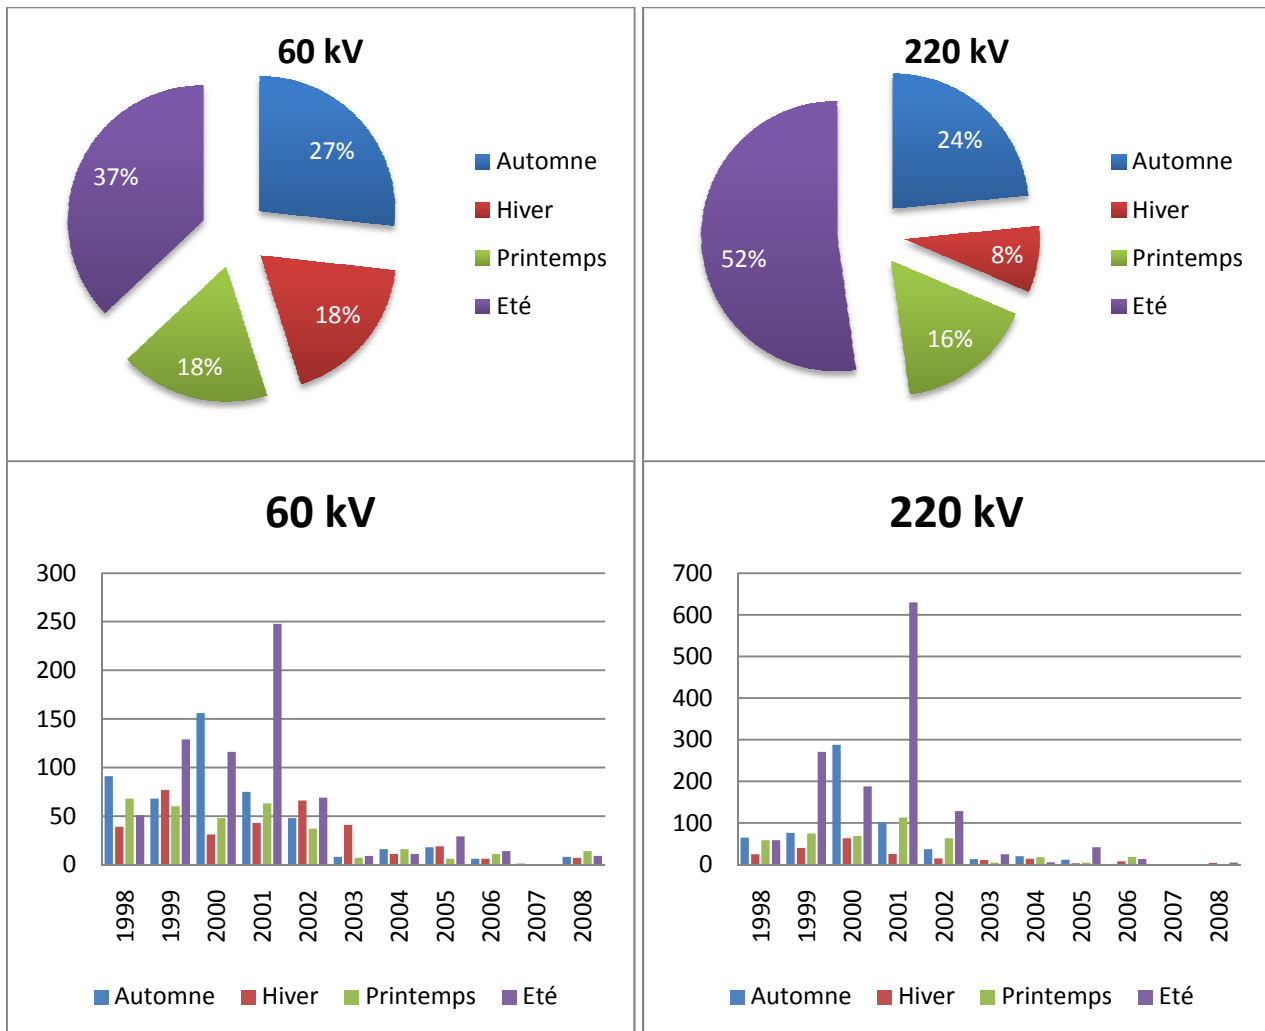 60 kV
27%
18%
18%
37%
Automne
Hiver
Printemps
Eté
220 kV
24%
8%
16%
52%
Automne
Hiver
Printemps
Eté
60 kV
300
250
200
150
100
50
0
1998 1999 2000 2001 2002 2003 2004 2005 2006 2007 2008
Automne Hiver Printemps Eté
220 kV
700
600
500
400
300
200
100
0
1998 1999 2000 2001 2002 2003 2004 2005 2006 2007 2008
Automne Hiver Printemps Eté